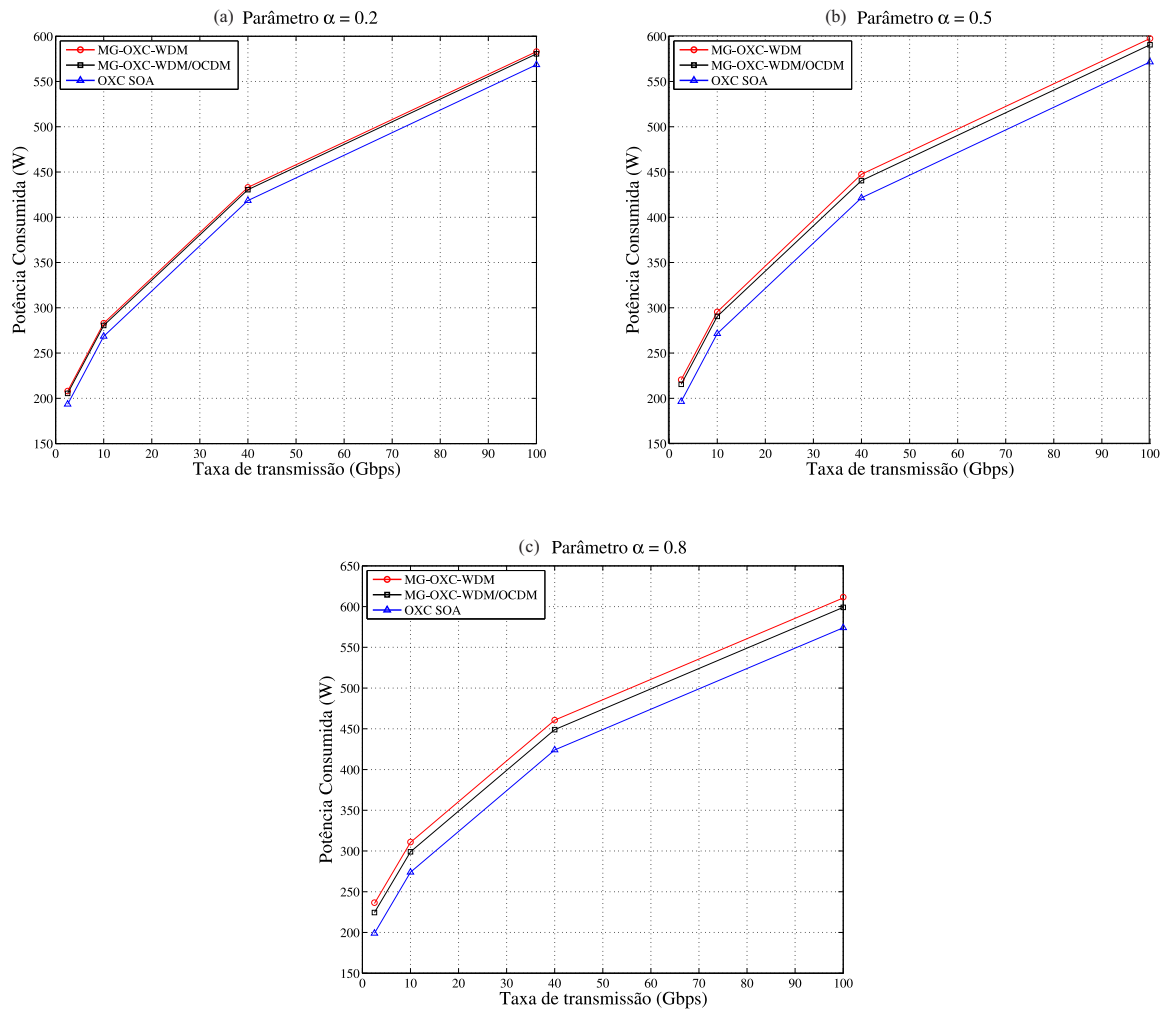 (a) Parâmetro α = 0.2
600
550
500
450
400
350
300
250
200
150
0 10 20 30 40 50 60 70 80 90 100
Potência Consumida (W)
Taxa de transmissão (Gbps)
MG-OXC-WDM
MG-OXC-WDM/OCDM
OXC SOA
(b) Parâmetro α = 0.5
600
550
500
450
400
350
300
250
200
150
0 10 20 30 40 50 60 70 80 90 100
Potência Consumida (W)
Taxa de transmissão (Gbps)
MG-OXC-WDM
MG-OXC-WDM/OCDM
OXC SOA
(c) Parâmetro α = 0.8
650
600
550
500
450
400
350
300
250
200
150
0 10 20 30 40 50 60 70 80 90 100
Potência Consumida (W)
Taxa de transmissão (Gbps)
MG-OXC-WDM
MG-OXC-WDM/OCDM
OXC SOA